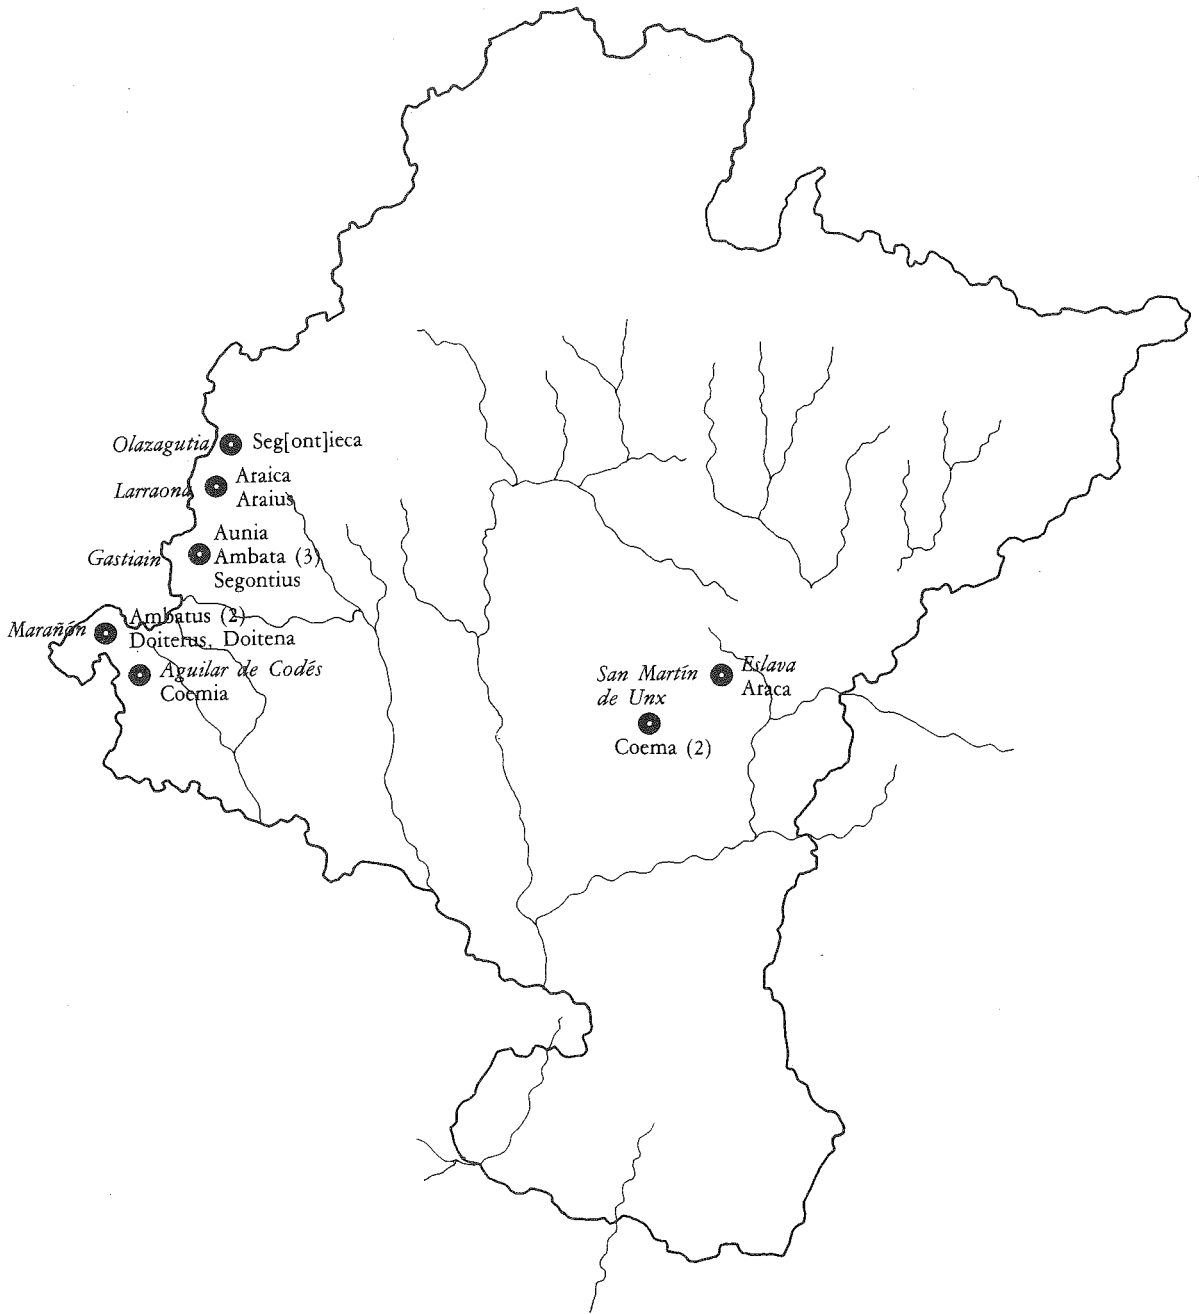 Olazagutia Seg[ont]ieca
Larraona Araica
Araius
Gastiain Aunia
Ambata (3)
Segontius
Marañón Ambatus (2)
Doiterus, Doitena
Aguilar de Codés
Coemia
San Martín
de Unx
Coema (2)
Eslava
Araca